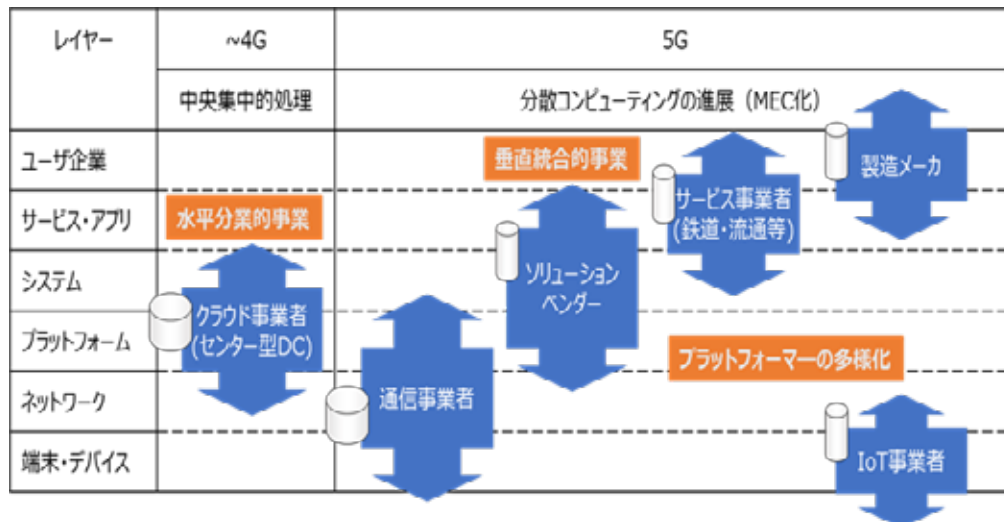 レイヤー
~4G
5G
中央集中的処理
分散コンピューティングの進展（MEC化）
ユーザ企業
垂直統合的事業
製造メーカ
サービス・アプリ
水平分業的事業
サービス事業者
(鉄道・流通等)
システム
ソリューション
ベンダー
クラウド事業者
(センター型DC)
プラットフォーム
プラットフォーマーの多様化
ネットワーク
通信事業者
端末・デバイス
IoT事業者